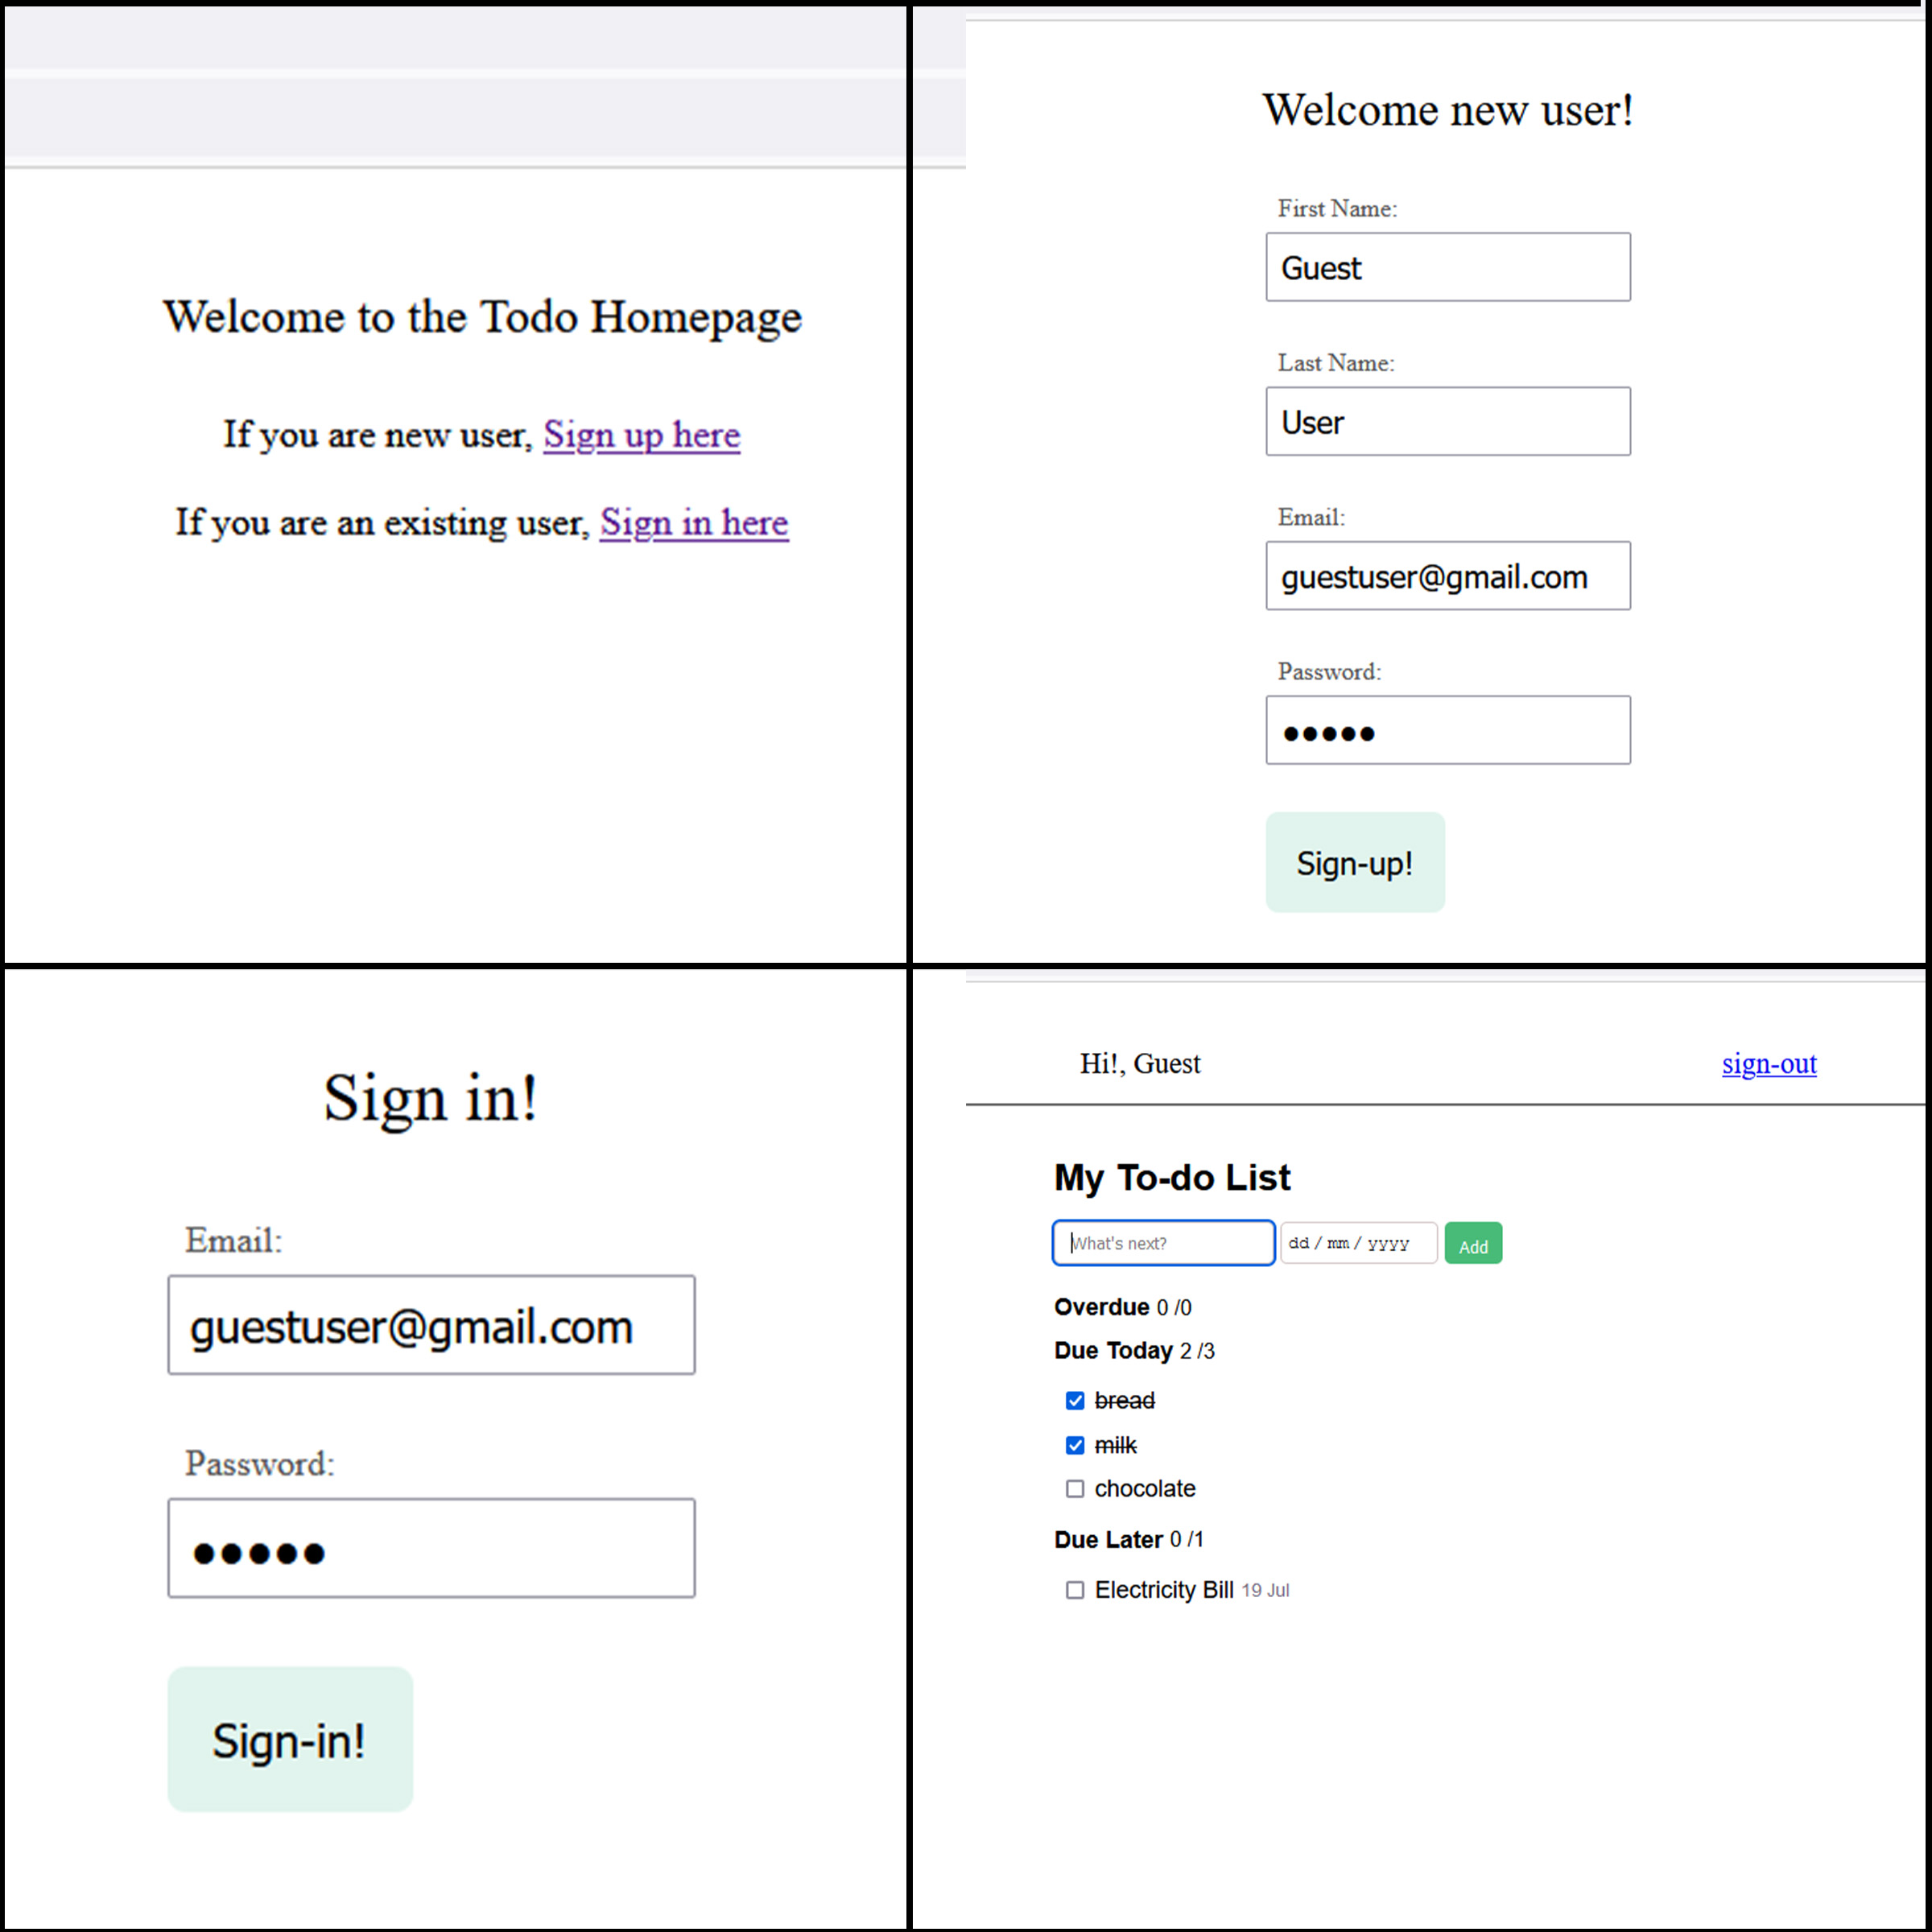 Welcome to the Todo Homepage
If you are new user, Sign up here
If you are an existing user, Sign in here
Welcome new user!
First Name:
Guest
Last Name:
User
Email:
guestuser@gmail.com
Password:
●●●●●
Sign-up!
Sign in!
Email:
guestuser@gmail.com
Password:
●●●●●
Sign-in!
Hi!, Guest sign-out
My To-do List
What's next? dd / mm / yyyy Add
Overdue 0 /0
Due Today 2 /3
bread
milk
chocolate
Due Later 0 /1
Electricity Bill 19 Jul